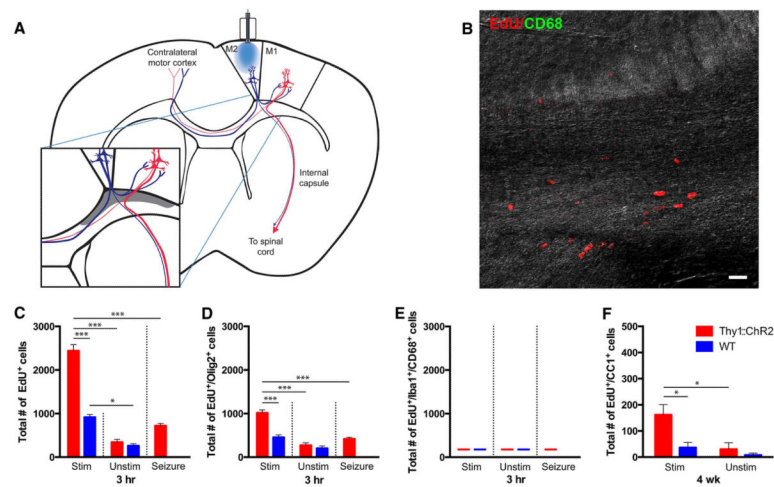 A
M2
M1
Contralateral
motor cortex
Internal
capsule
To spinal
cord
B
EdU/CD68
C
Total # of EdU⁺ cells
3000
2000
1000
0
***
***
***
*
Stim
Unstim
Seizure
3 hr
D
Total # of EdU⁺/Olig2⁺ cells
3000
2000
1000
0
***
***
***
Stim
Unstim
Seizure
3 hr
E
Total # of EdU⁺/Iba1⁺/CD68⁺ cells
3000
2000
1000
0
Stim
Unstim
Seizure
3 hr
F
Total # of EdU⁺/CC1⁺ cells
500
400
300
200
100
0
*
*
Thy1::ChR2
WT
Stim
Unstim
4 wk